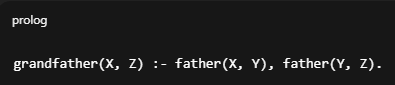 prolog
grandfather(X, Z) :- father(X, Y), father(Y, Z).